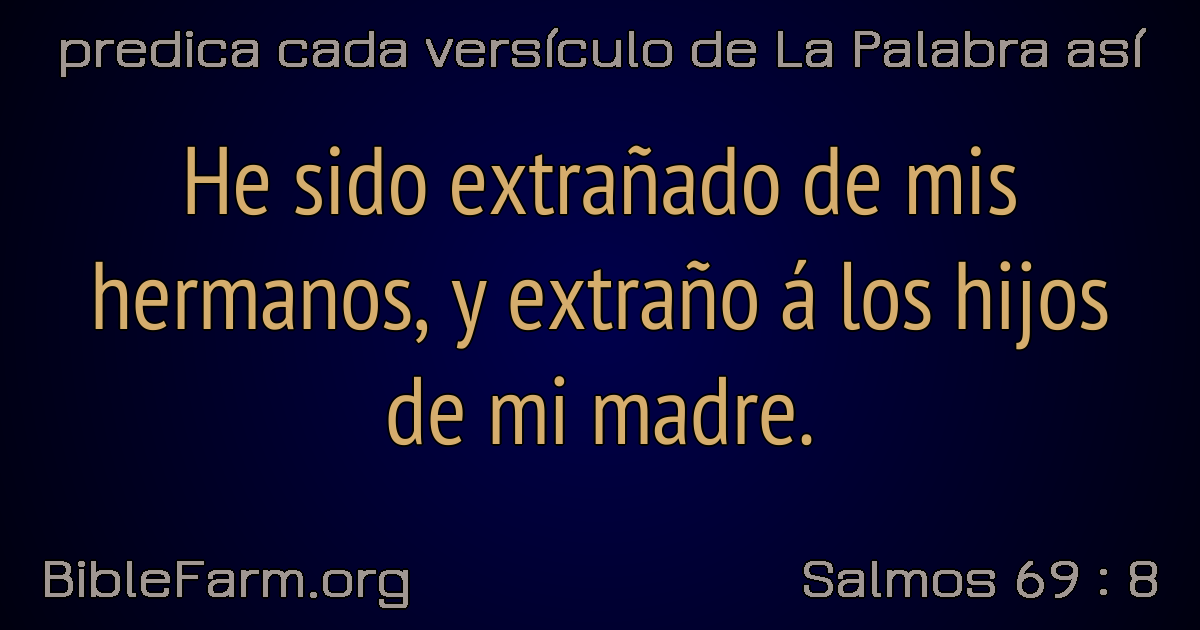 predica cada versículo de La Palabra así
He sido extrañado de mis
hermanos, y extraño á los hijos
de mi madre.
BibleFarm.org
Salmos 69 : 8